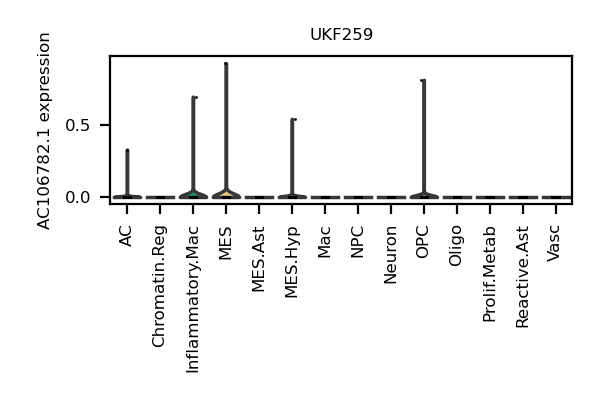 UKF259
AC106782.1 expression
0.5
0.0
AC
Chromatin.Reg
Inflammatory.Mac
MES
MES.Ast
MES.Hyp
Mac
NPC
Neuron
OPC
Oligo
Prolif.Metab
Reactive.Ast
Vasc